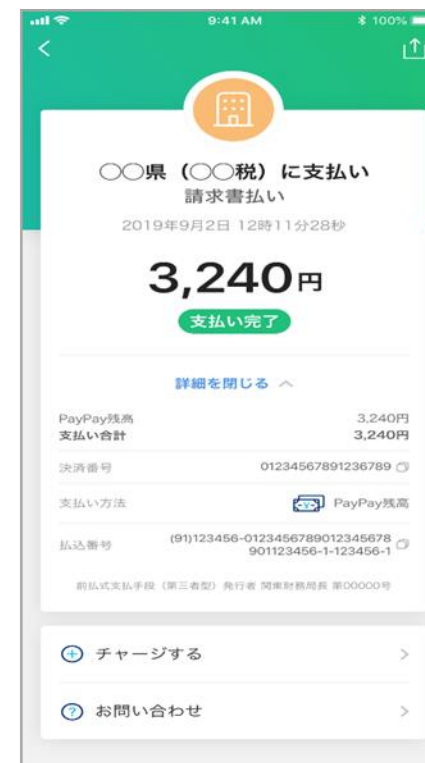 9:41 AM
100%
○○県（○○税）に支払い
請求書払い
2019年9月2日 12時11分28秒
3,240円
支払い完了
詳細を閉じる
PayPay残高 3,240円
支払い合計 3,240円
決済番号 01234567891236789
支払い方法 PayPay残高
払込番号 (91)123456-0123456789012345678
901123456-1-123456-1
前払式支払手段（第三者型）発行者 関東財務局長 第00000号
チャージする
お問い合わせ